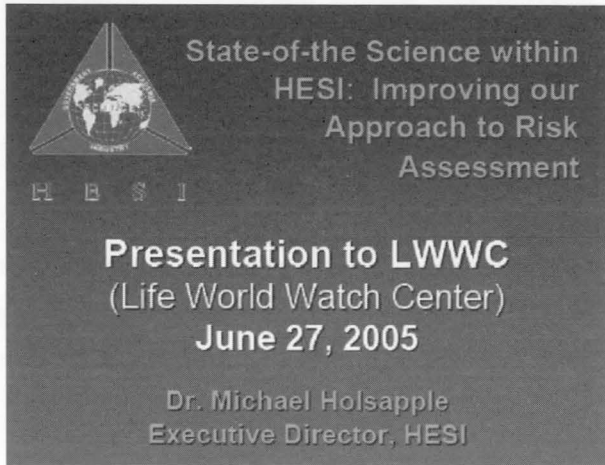 State-of-the Science within
HESI: Improving our
Approach to Risk
Assessment
INDUSTRY
H E S I
Presentation to LWWC
(Life World Watch Center)
June 27, 2005
Dr. Michael Holsapple
Executive Director, HESI